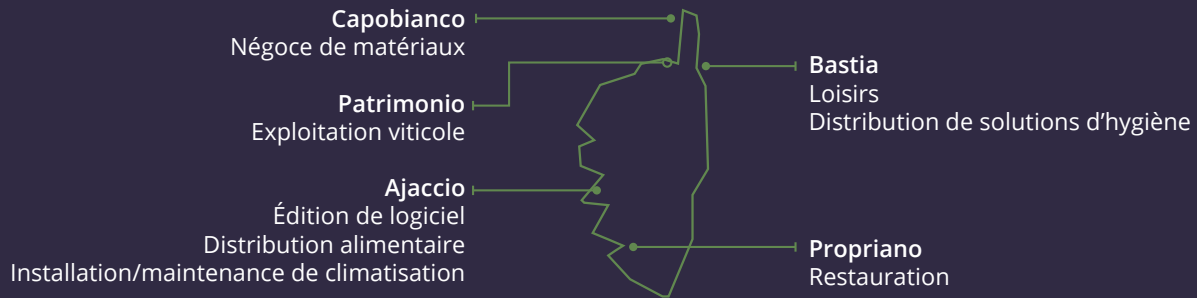 Capobianco
Négoce de matériaux
Patrimonio
Exploitation viticole
Ajaccio
Édition de logiciel
Distribution alimentaire
Installation/maintenance de climatisation
Bastia
Loisirs
Distribution de solutions d’hygiène
Propriano
Restauration